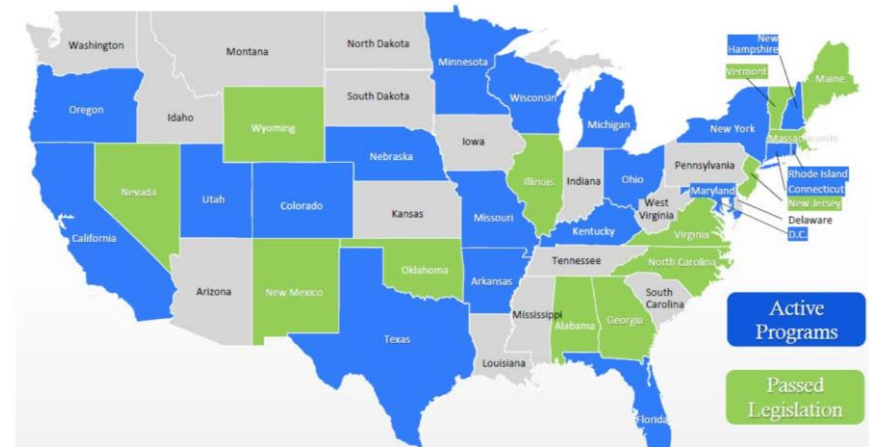 Washington
Montana
North Dakota
Minnesota
New
Hampshire
Vermont
Maine
Oregon
Idaho
South Dakota
Wisconsin
Michigan
New York
Massachusetts
Wyoming
Iowa
Nebraska
Pennsylvania
Rhode Island
Connecticut
New Jersey
Nevada
Utah
Colorado
Illinois
Indiana
Ohio
Maryland
Delaware
D.C.
California
Kansas
Missouri
West
Virginia
Kentucky
Virginia
Arizona
New Mexico
Oklahoma
Arkansas
Tennessee
North Carolina
South
Carolina
Texas
Mississippi
Alabama
Georgia
Louisiana
Florida
Active
Programs
Passed
Legislation